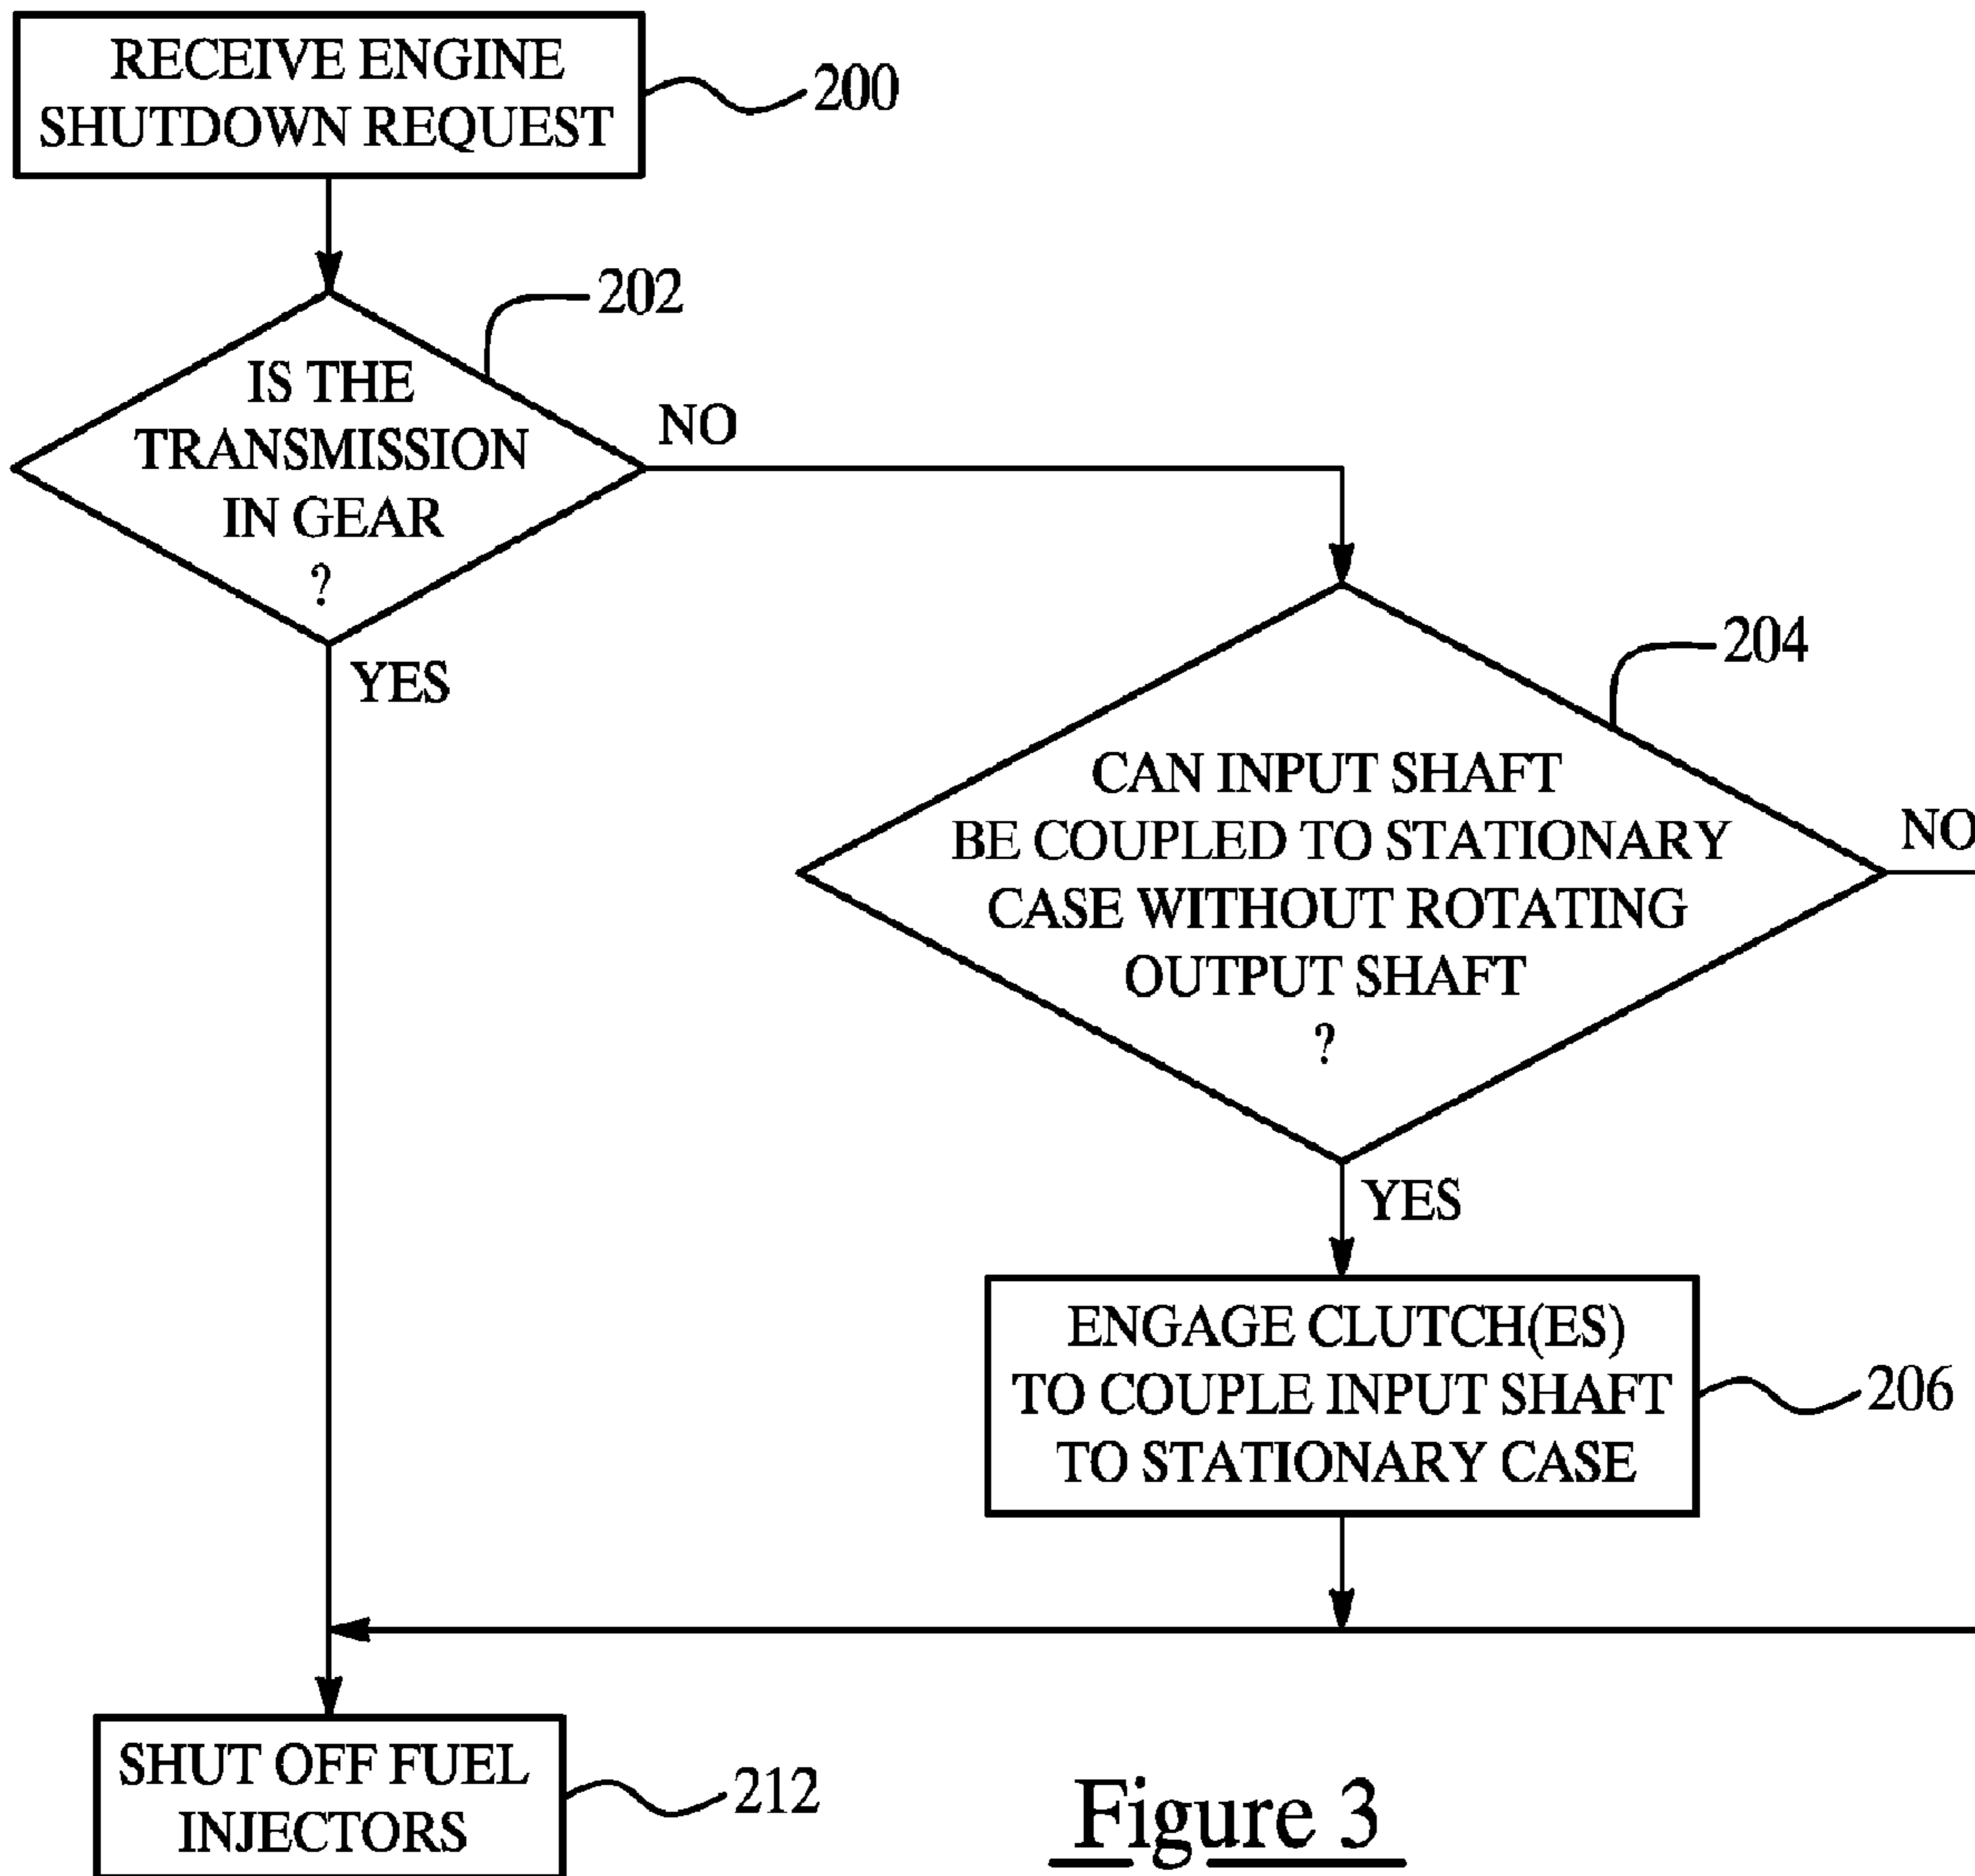 RECEIVE ENGINE
SHUTDOWN REQUEST
200
202
IS THE
TRANSMISSION
IN GEAR
?
NO
YES
204
CAN INPUT SHAFT
BE COUPLED TO STATIONARY
CASE WITHOUT ROTATING
OUTPUT SHAFT
?
NO
YES
ENGAGE CLUTCH(ES)
TO COUPLE INPUT SHAFT
TO STATIONARY CASE
206
SHUT OFF FUEL
INJECTORS
212
Figure 3